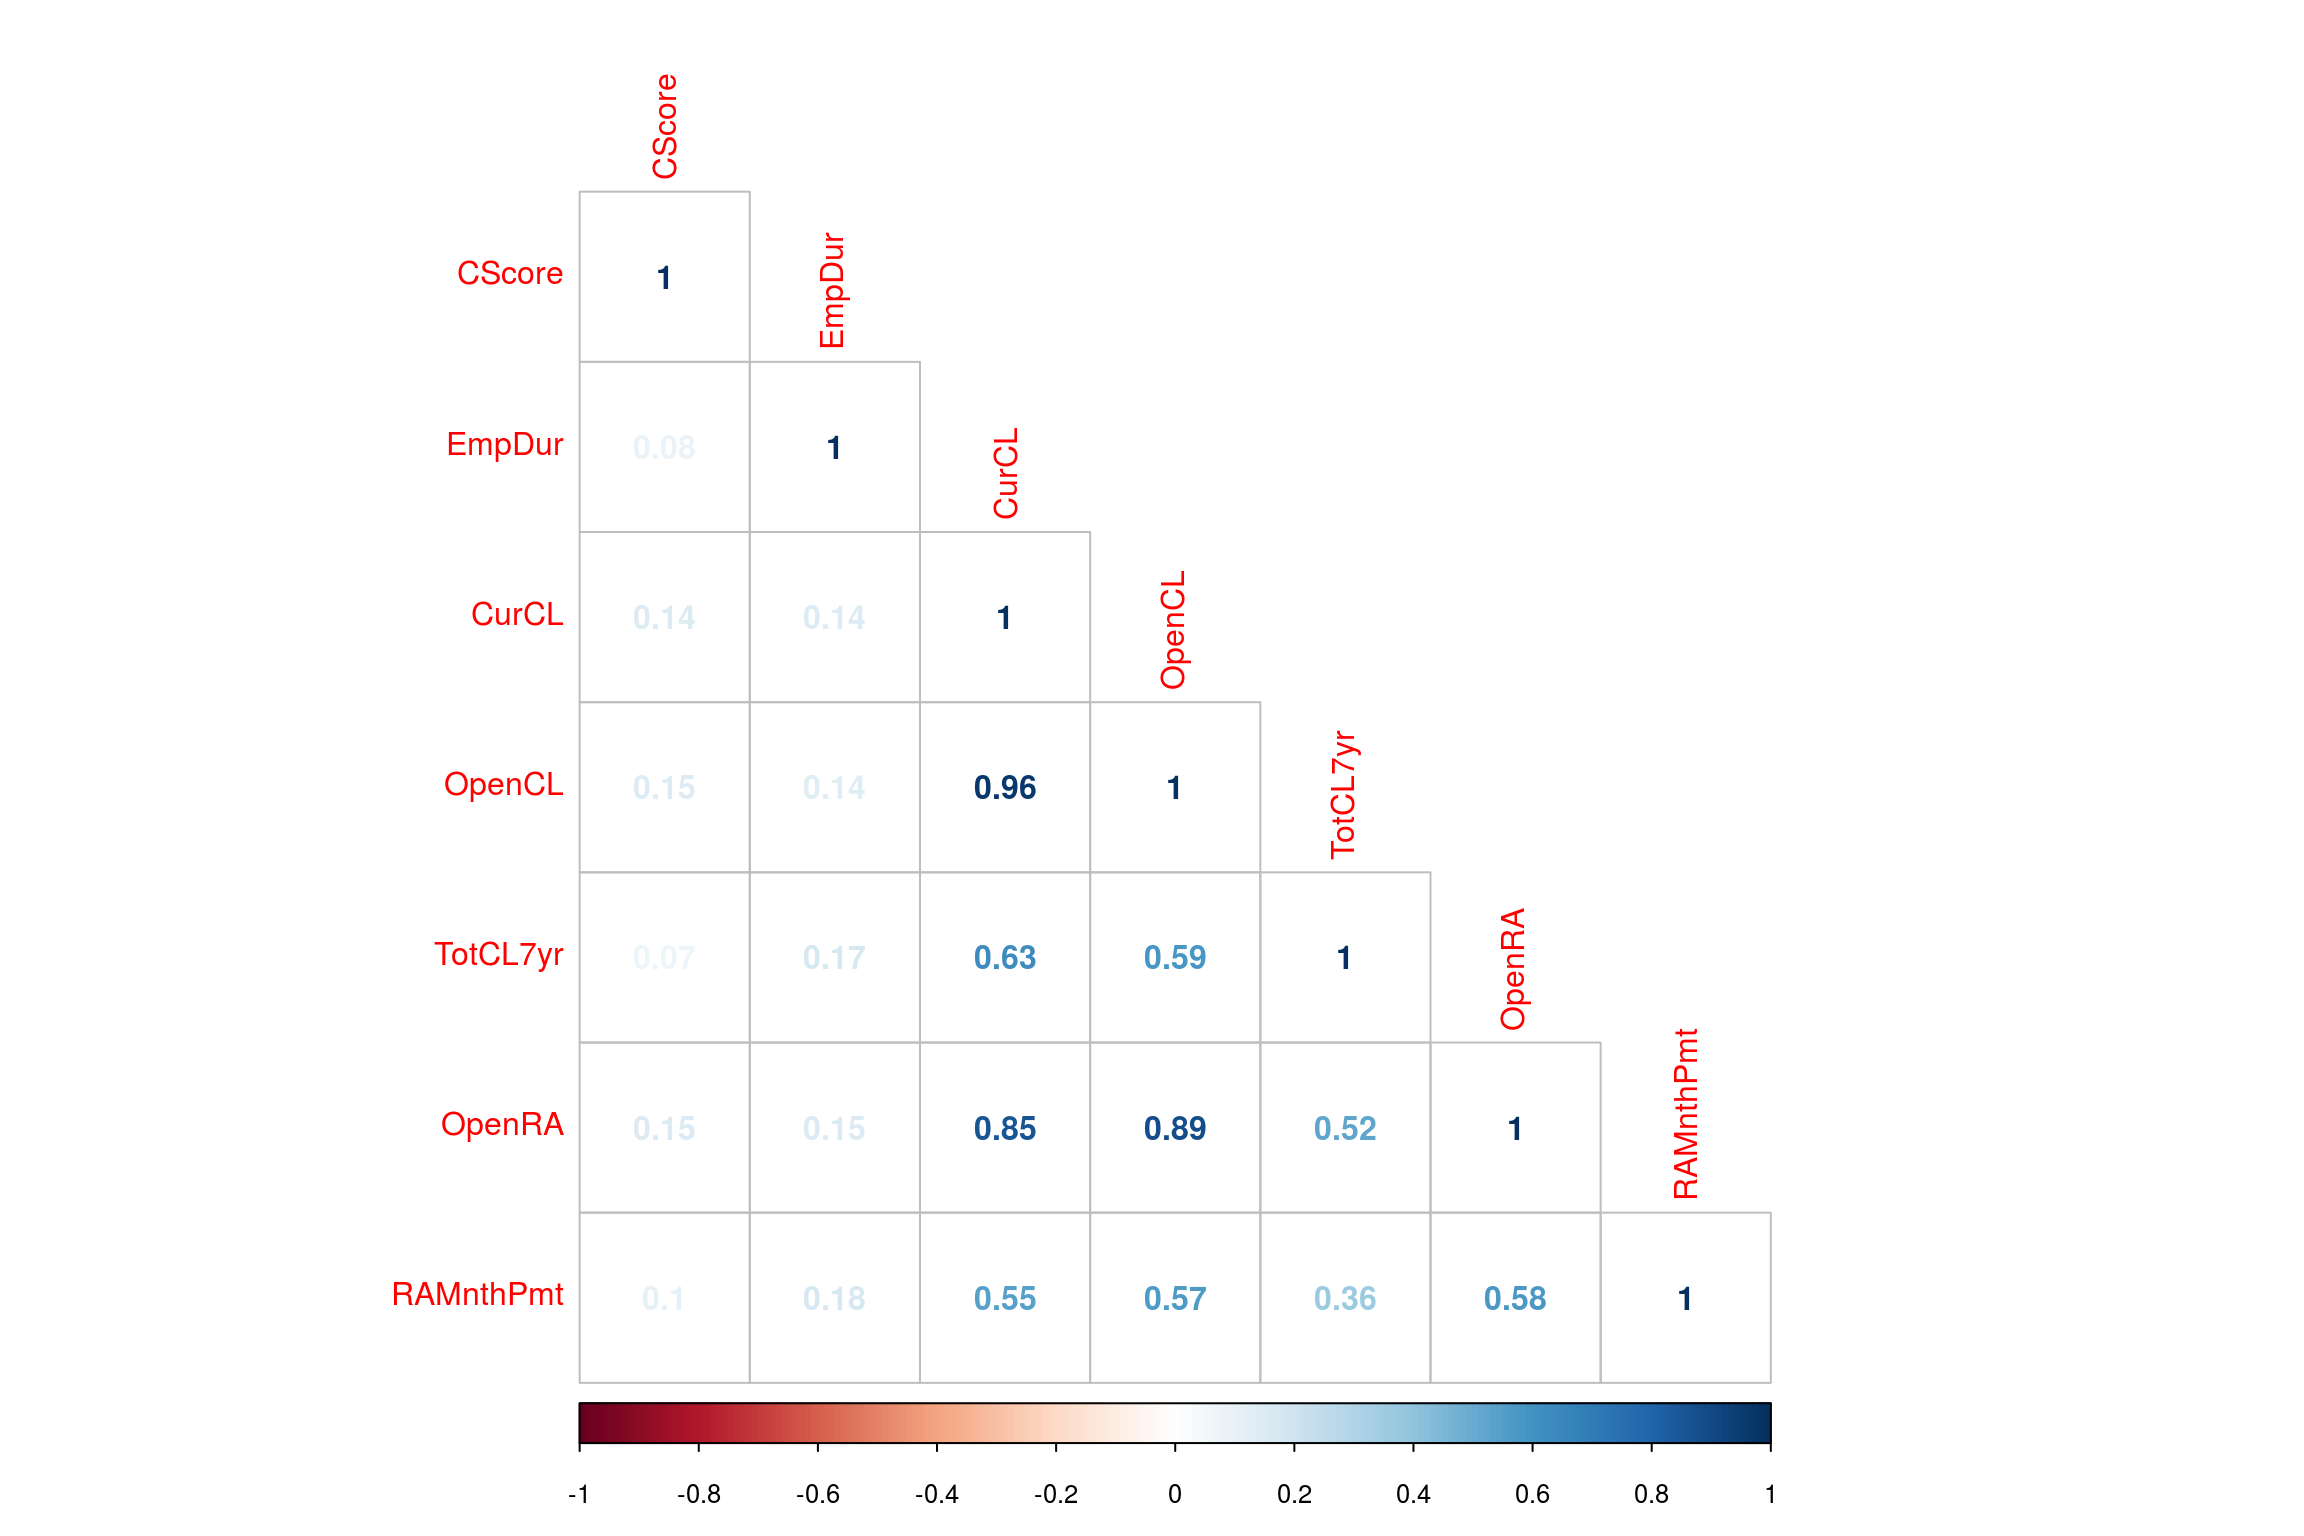 CScore
CScore 1
EmpDur
EmpDur 0.08 1
CurCL
CurCL 0.14 0.14 1
OpenCL
OpenCL 0.15 0.14 0.96 1
TotCL7yr
TotCL7yr 0.07 0.17 0.63 0.59 1
OpenRA
OpenRA 0.15 0.15 0.85 0.89 0.52 1
RAMnthPmt
RAMnthPmt 0.1 0.18 0.55 0.57 0.36 0.58 1
-1 -0.8 -0.6 -0.4 -0.2 0 0.2 0.4 0.6 0.8 1